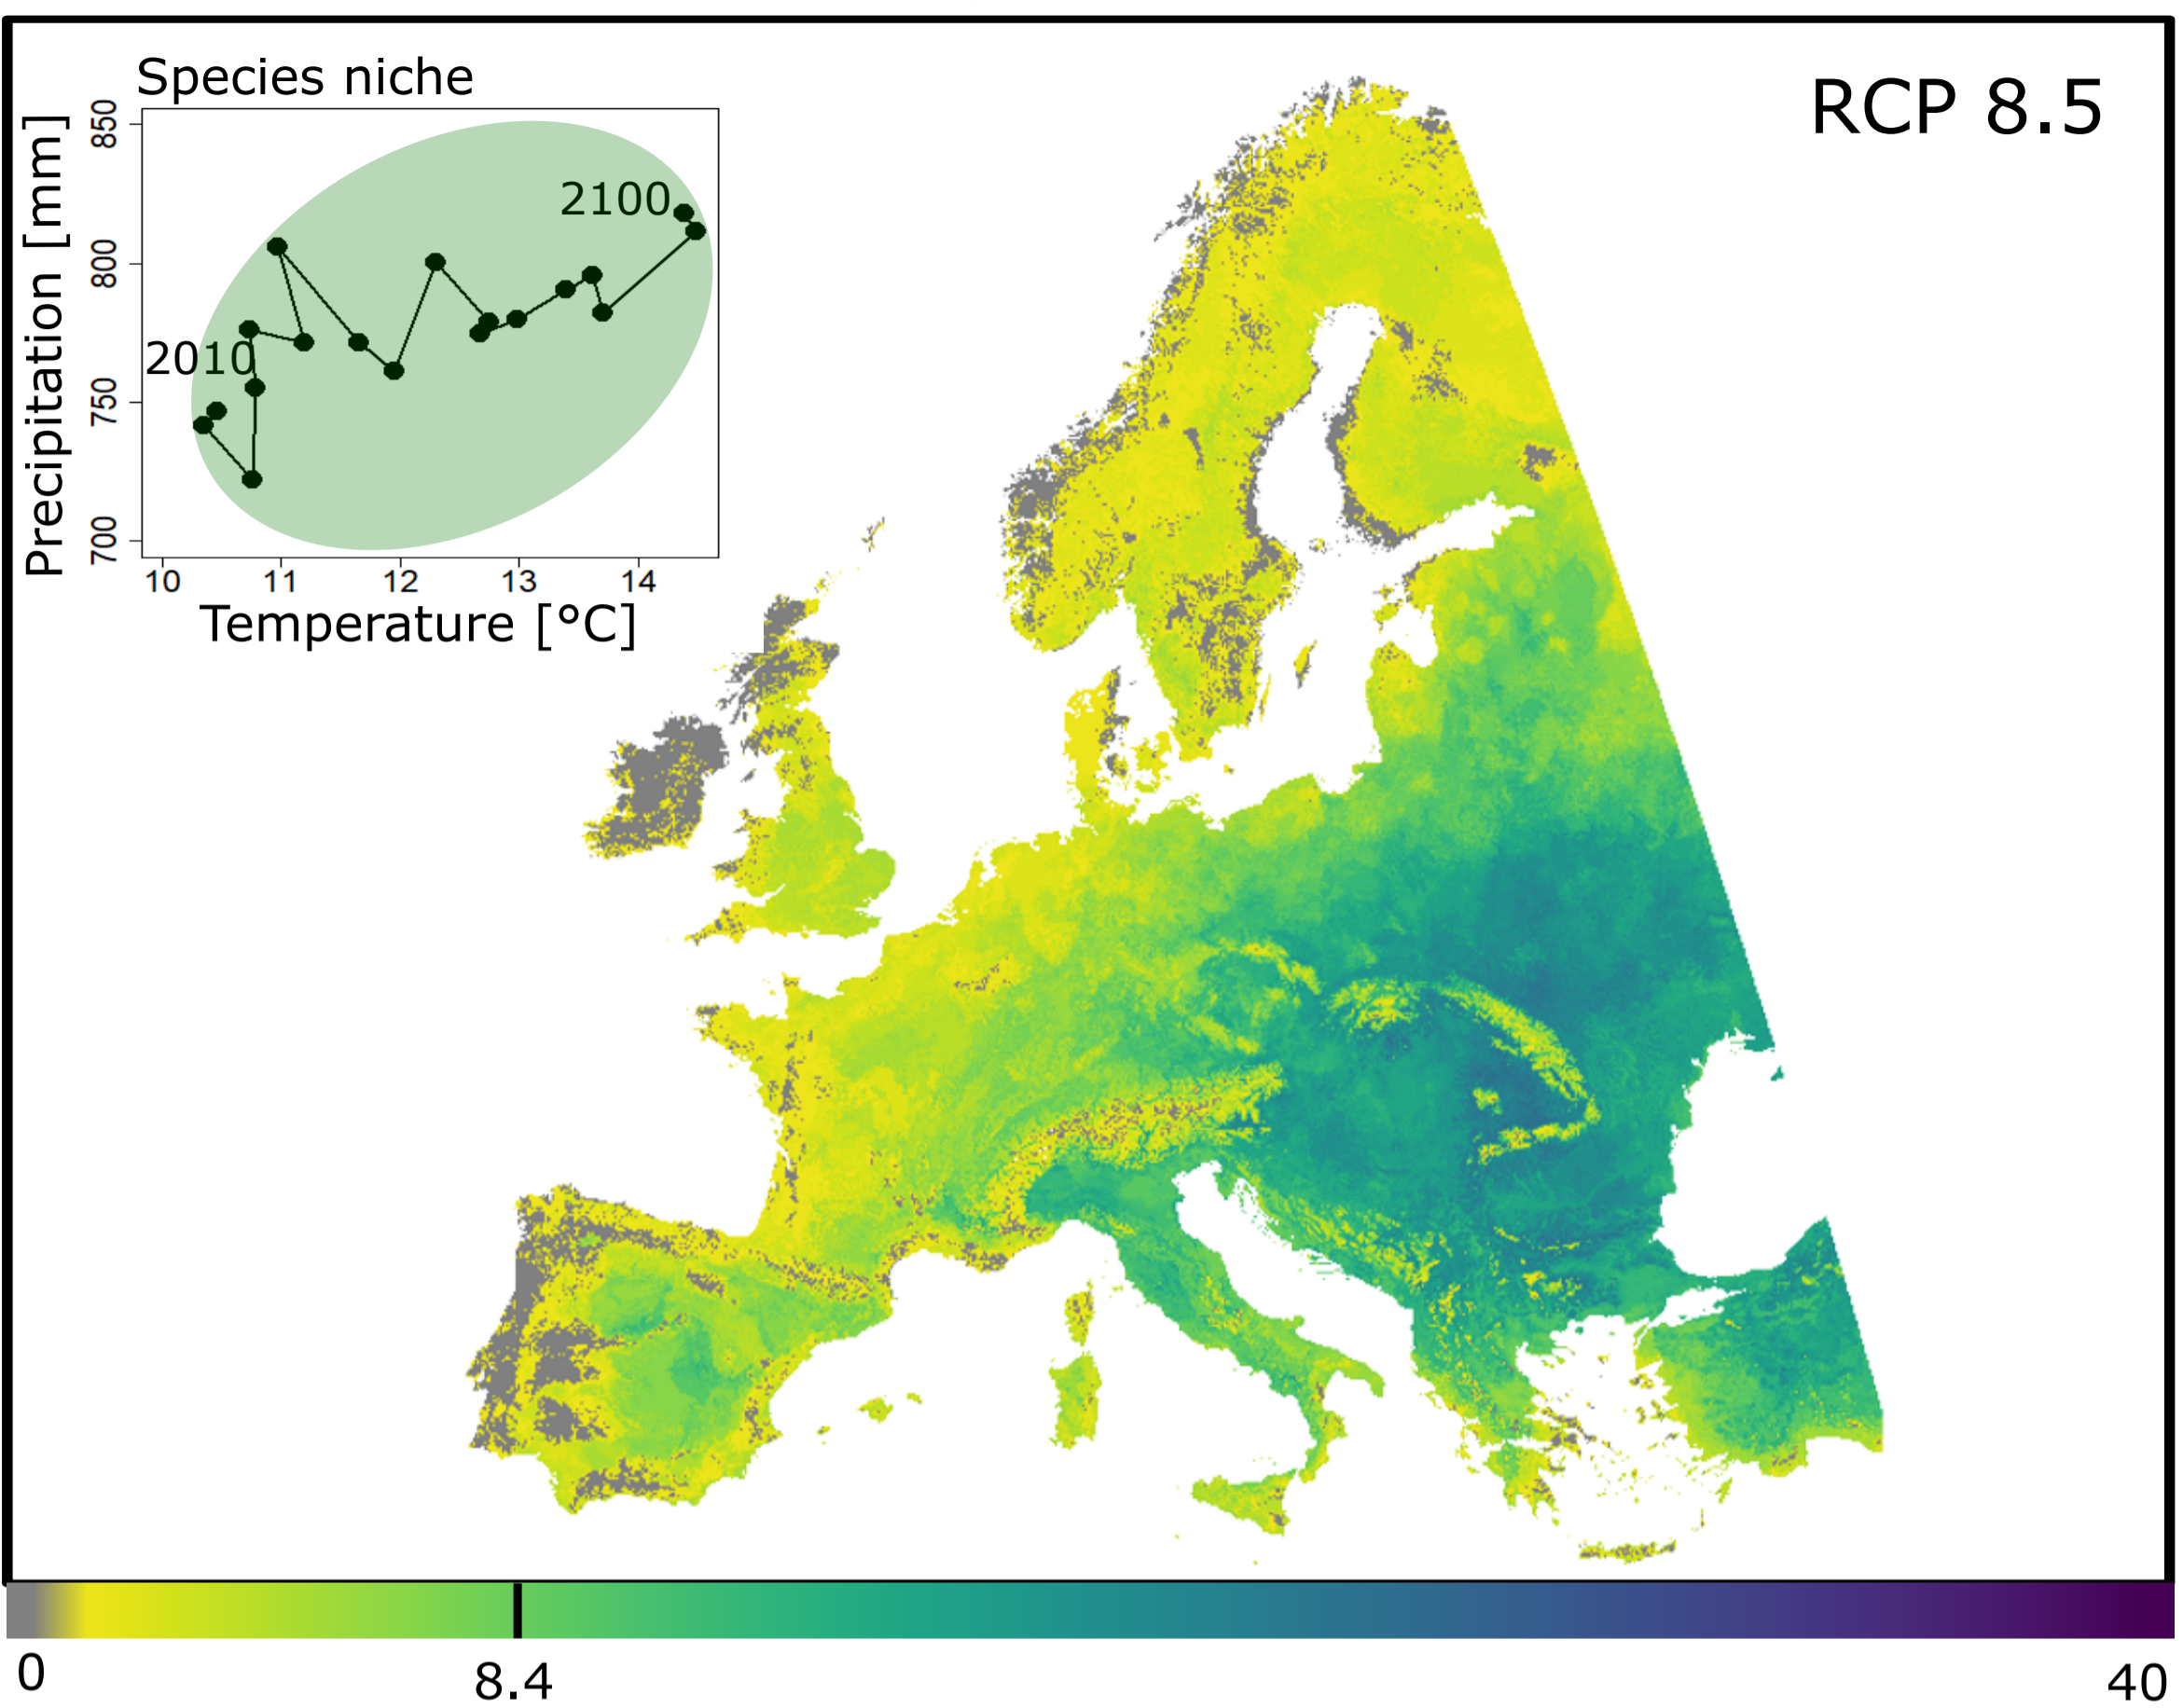 Species niche
RCP 8.5
Precipitation [mm]
850
800
750
700
2100
2010
10 11 12 13 14
Temperature [°C]
0 8.4 40